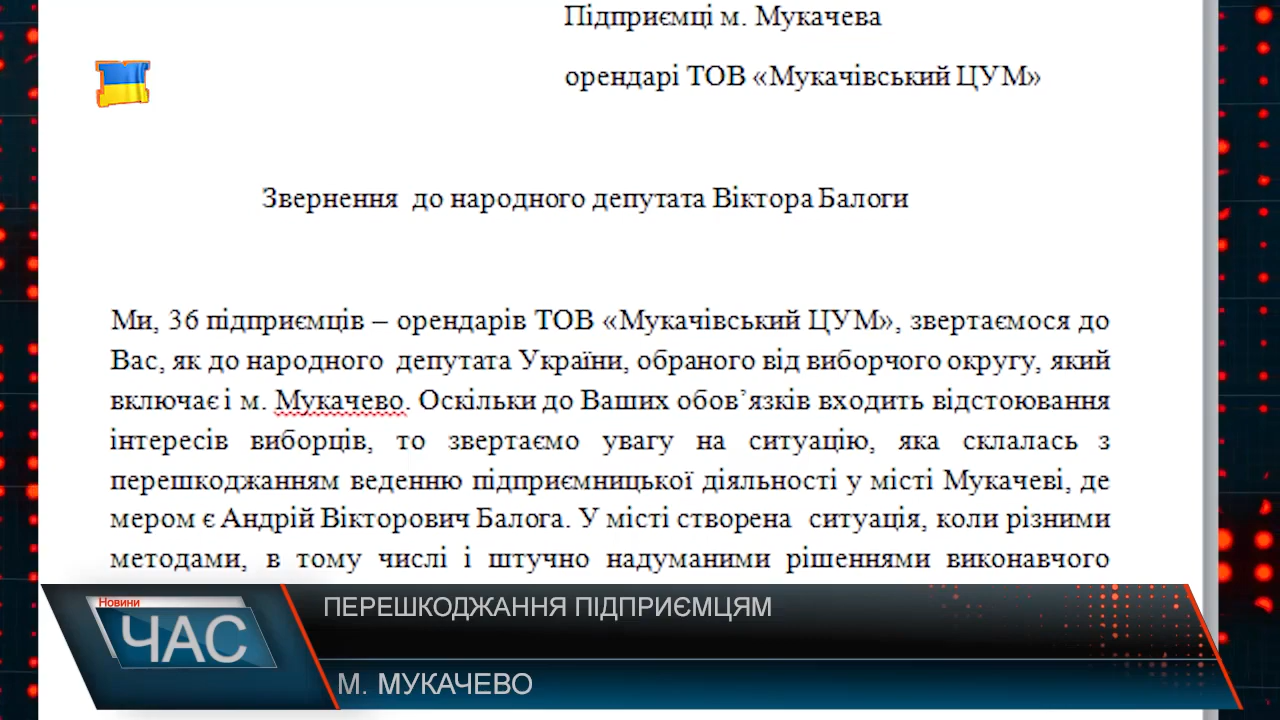 Підприємці м. Мукачева
орендарі ТОВ «Мукачівський ЦУМ»
Звернення до народного депутата Віктора Балоги
Ми, 36 підприємців – орендарів ТОВ «Мукачівський ЦУМ», звертаємося до
Вас, як до народного депутата України, обраного від виборчого округу, який
включає і м. Мукачево. Оскільки до Ваших обов’язків входить відстоювання
інтересів виборців, то звертаємо увагу на ситуацію, яка склалась з
перешкоджанням веденню підприємницької діяльності у місті Мукачеві, де
мером є Андрій Вікторович Балога. У місті створена ситуація, коли різними
методами, в тому числі і штучно надуманими рішеннями виконавчого
Новини
ЧАС
ПЕРЕШКОДЖАННЯ ПІДПРИЄМЦЯМ
М. МУКАЧЕВО